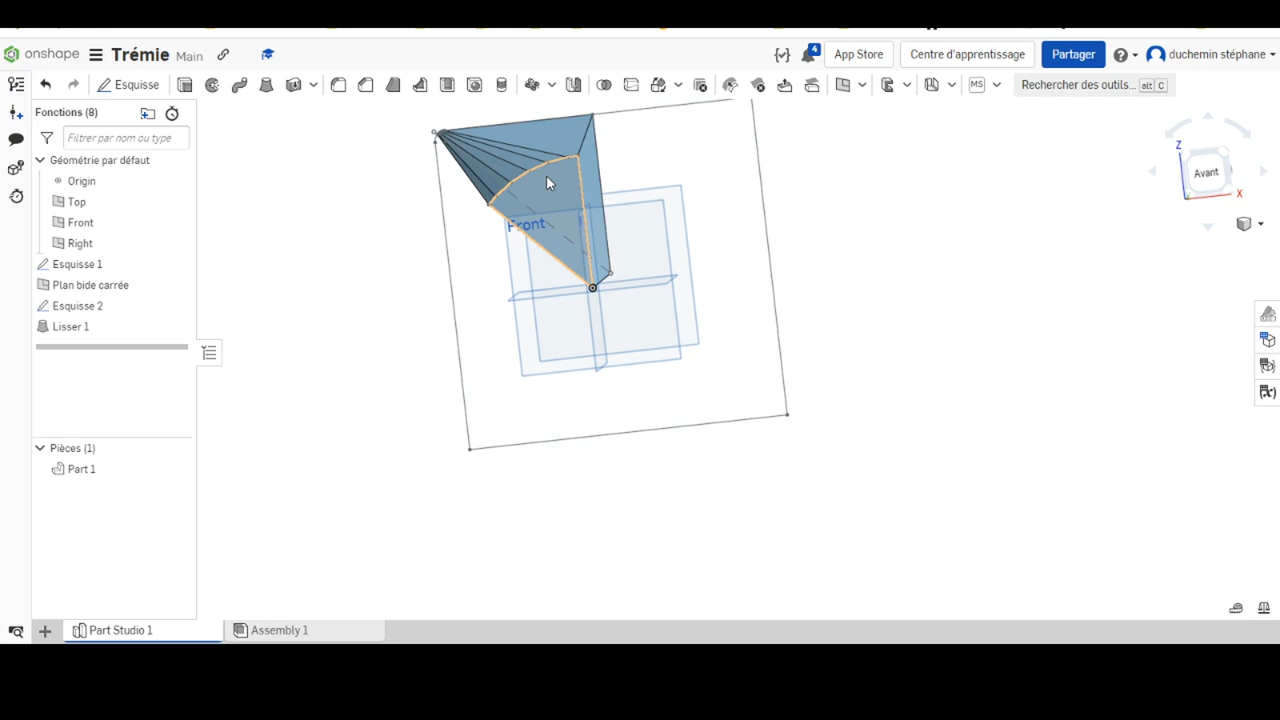 onshape Trémie Main 4 App Store Centre d'apprentissage Partager duchemin stéphane
Esquisse MS Rechercher des outils... alt C
Fonctions (8)
Filtrer par nom ou type
Géométrie par défaut
Origin
Top
Front
Right
Esquisse 1
Plan bide carrée
Esquisse 2
Lisser 1
Pièces (1)
Part 1
Front
Z
Avant
X
Part Studio 1
Assembly 1